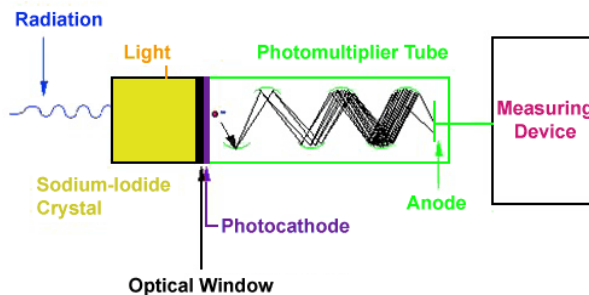 Radiation
Light
Photomultiplier Tube
Measuring
Device
-
Sodium-Iodide
Crystal
Anode
Photocathode
Optical Window